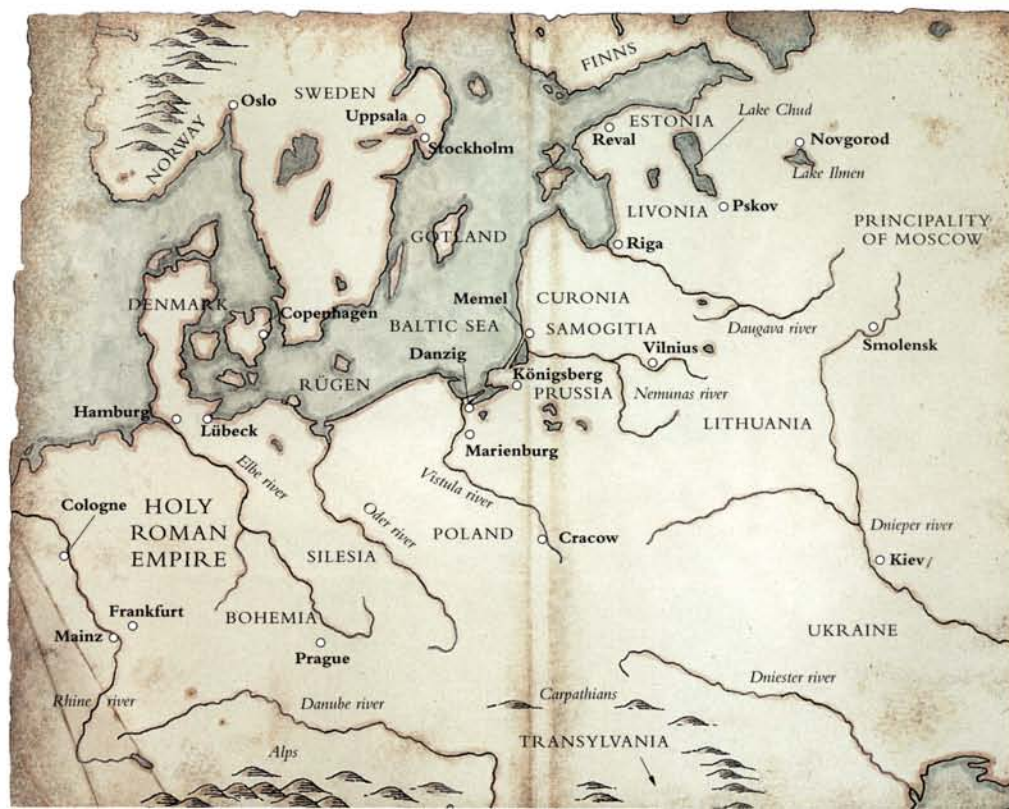 FINNS
SWEDEN
Oslo
Uppsala
Lake Chud
ESTONIA
Reval
Stockholm
Novgorod
NORWAY
Lake Ilmen
LIVONIA
Pskov
PRINCIPALITY
OF MOSCOW
GOTLAND
Riga
DENMARK
Memel
CURONIA
Copenhagen
BALTIC SEA
SAMOGITIA
Daugava river
Smolensk
Danzig
Vilnius
RÜGEN
Königsberg
PRUSSIA
Nemunas river
Hamburg
Lübeck
LITHUANIA
Marienburg
Elbe river
Vistula river
Cologne
HOLY
ROMAN
EMPIRE
Oder river
POLAND
Cracow
Dnieper river
SILESIA
Kiev
Frankfurt
BOHEMIA
Mainz
Prague
UKRAINE
Rhine river
Danube river
Carpathians
Dniester river
Alps
TRANSYLVANIA